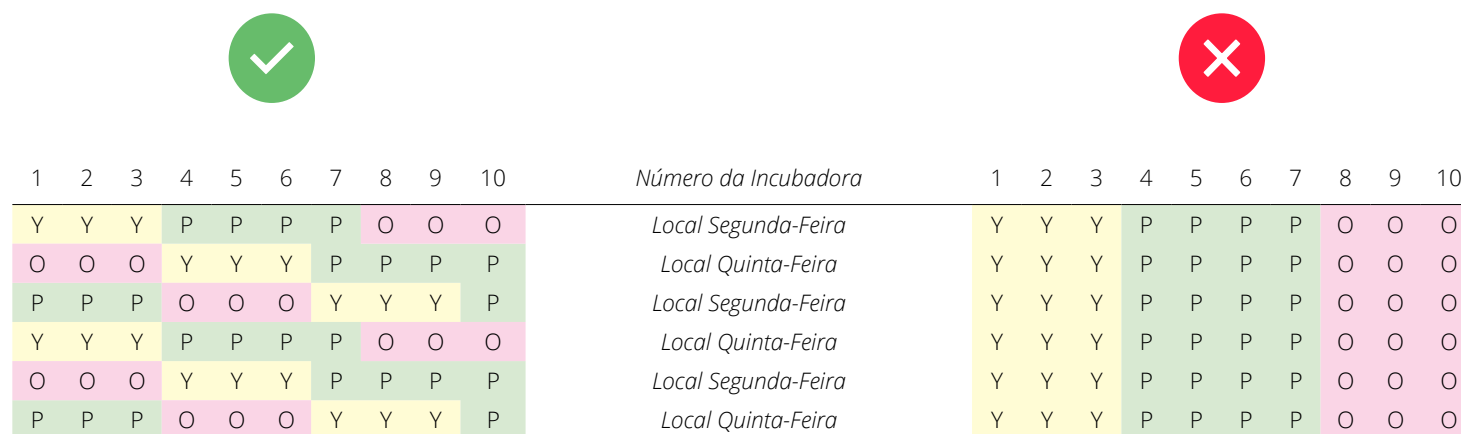 1 2 3 4 5 6 7 8 9 10 Número da Incubadora 1 2 3 4 5 6 7 8 9 10
Y Y Y P P P P O O O Local Segunda-Feira Y Y Y P P P P O O O
O O O Y Y Y P P P P Local Quinta-Feira Y Y Y P P P P O O O
P P P O O O Y Y Y P Local Segunda-Feira Y Y Y P P P P O O O
Y Y Y P P P P O O O Local Quinta-Feira Y Y Y P P P P O O O
O O O Y Y Y P P P P Local Segunda-Feira Y Y Y P P P P O O O
P P P O O O Y Y Y P Local Quinta-Feira Y Y Y P P P P O O O